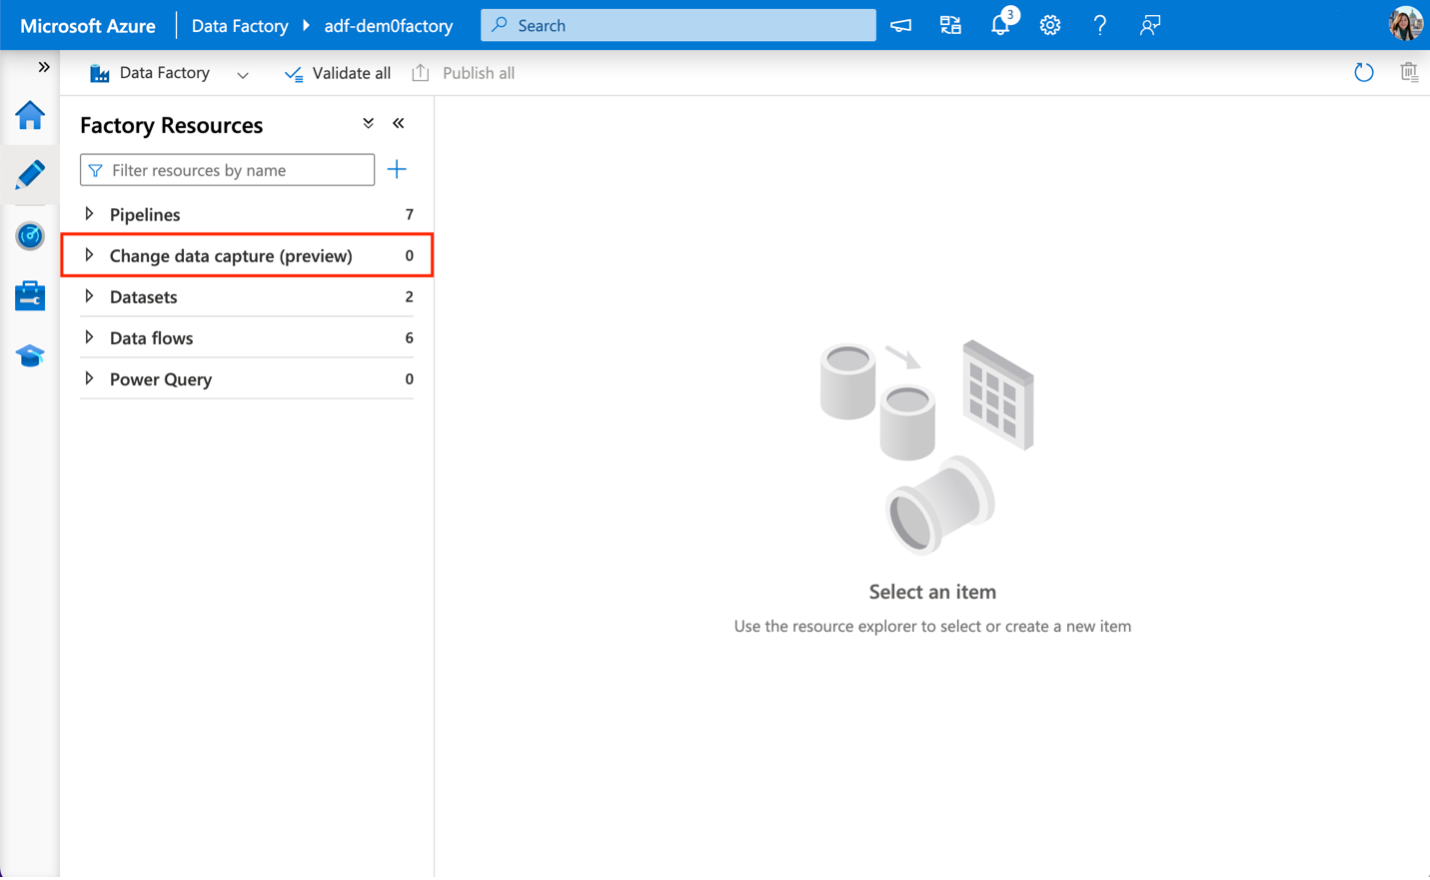 Microsoft Azure
Data Factory
adf-dem0factory
Search
3
Data Factory
Validate all
Publish all
Factory Resources
Filter resources by name
Pipelines 7
Change data capture (preview) 0
Datasets 2
Data flows 6
Power Query 0
Select an item
Use the resource explorer to select or create a new item